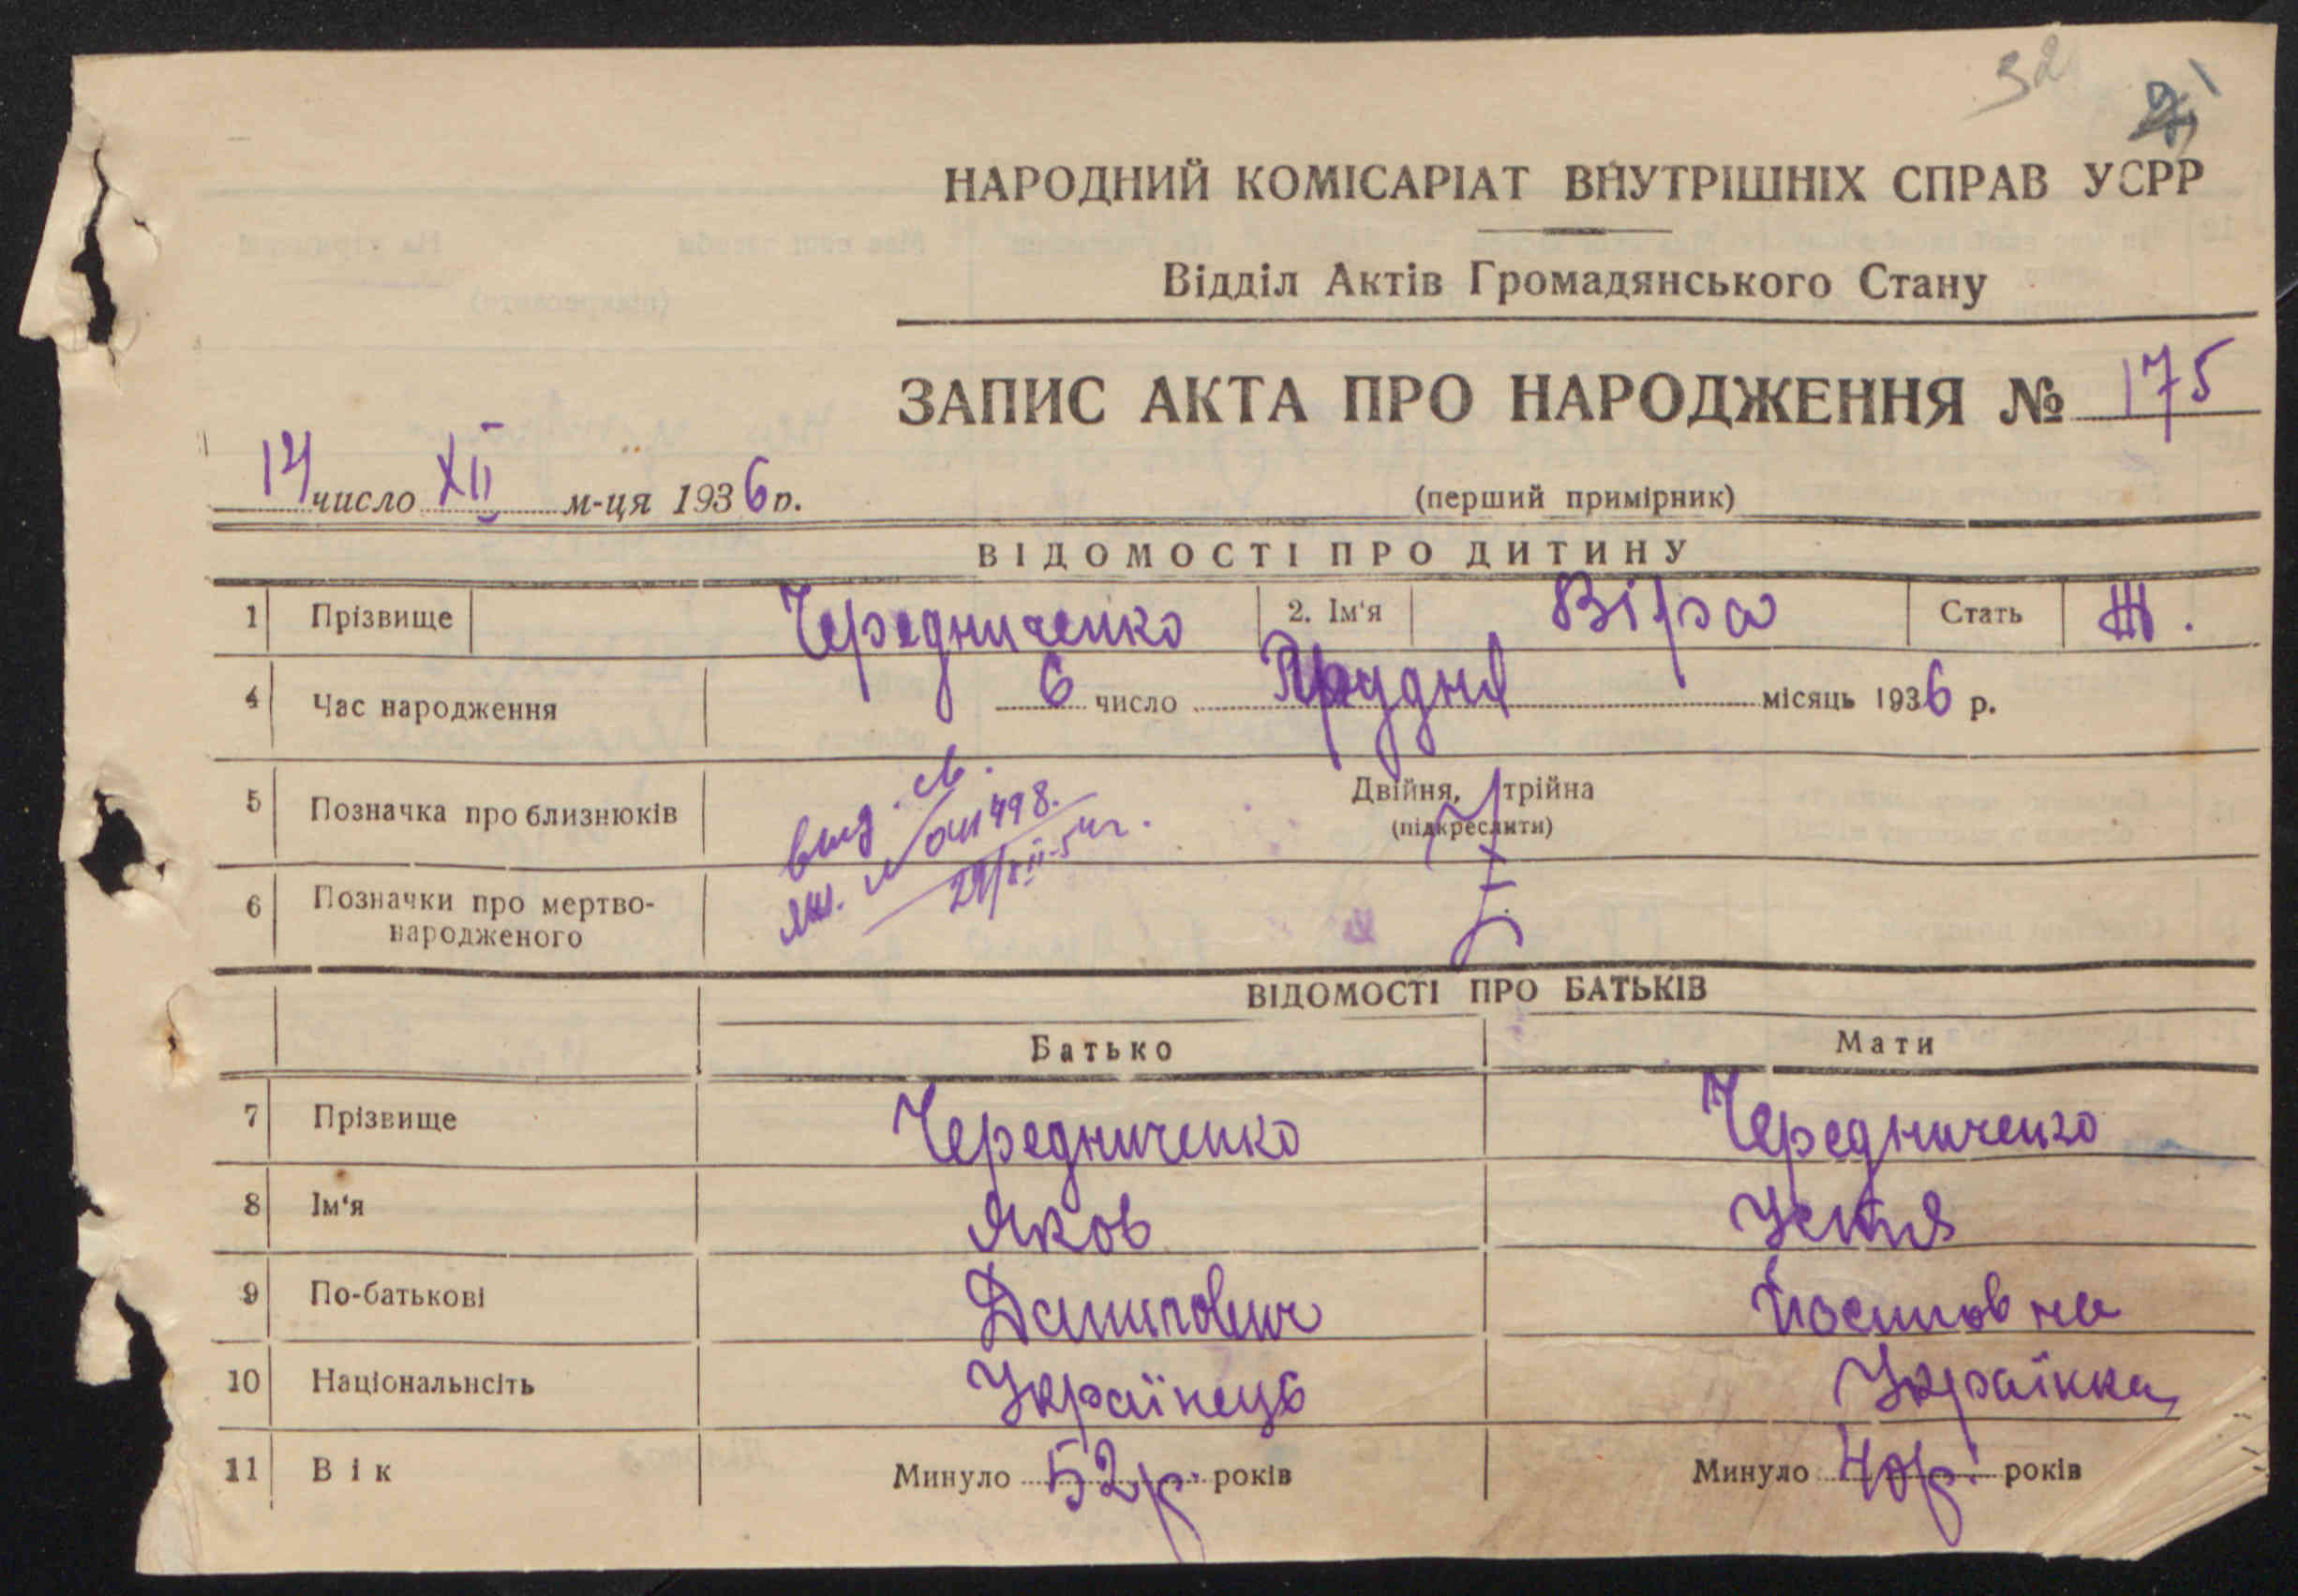 32
НАРОДНИЙ КОМІСАРІАТ ВНУТРІШНІХ СПРАВ УСРР
Відділ Актів Громадянського Стану
ЗАПИС АКТА ПРО НАРОДЖЕННЯ № 175
14 число XII м-ця 1936 р.
(перший примірник)
ВІДОМОСТІ ПРО ДИТИНУ
1 Прізвище Чередниченко 2. Ім'я Віра Стать Ж.
4 Час народження 6 число Грудня місяць 1936 р.
5 Позначка про близнюків Двійня, трійна
(підкреслити)
6 Позначки про мертво-
народженого
ВІДОМОСТІ ПРО БАТЬКІВ
Батько Мати
7 Прізвище Чередниченко Чередниченко
8 Ім'я Яков Устя
9 По-батькові Данилович Йосиповна
10 Національнсіть Українець Українка
11 Вік Минуло 52 р. років Минуло 40 р. років